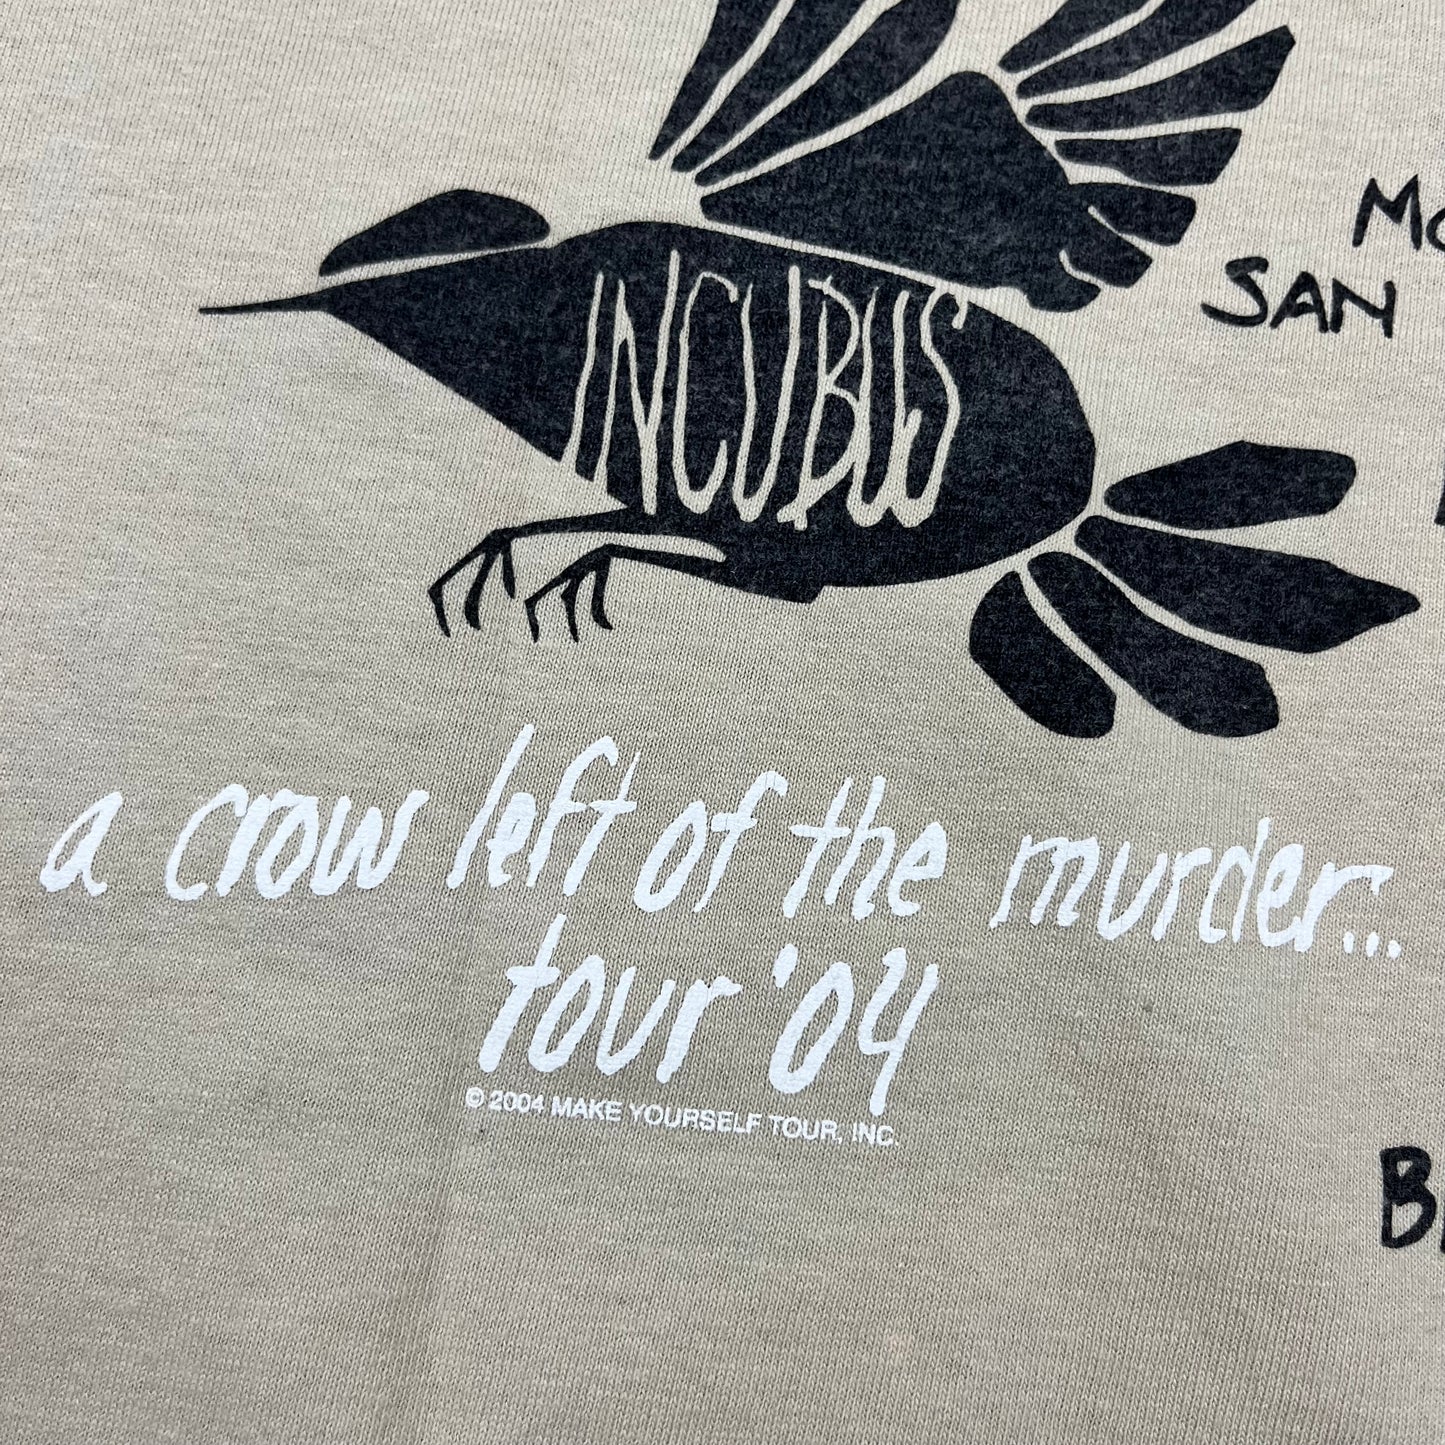 INCUBUS
SAN
a crow left of the murder...
tour '04
© 2004 MAKE YOURSELF TOUR, INC.